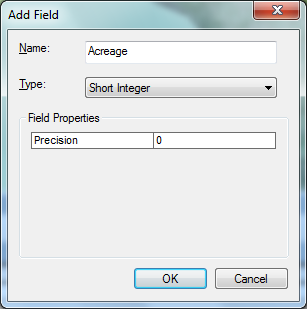 Add Field
Name: Acreage
Type: Short Integer
Field Properties
Precision 0
OK Cancel